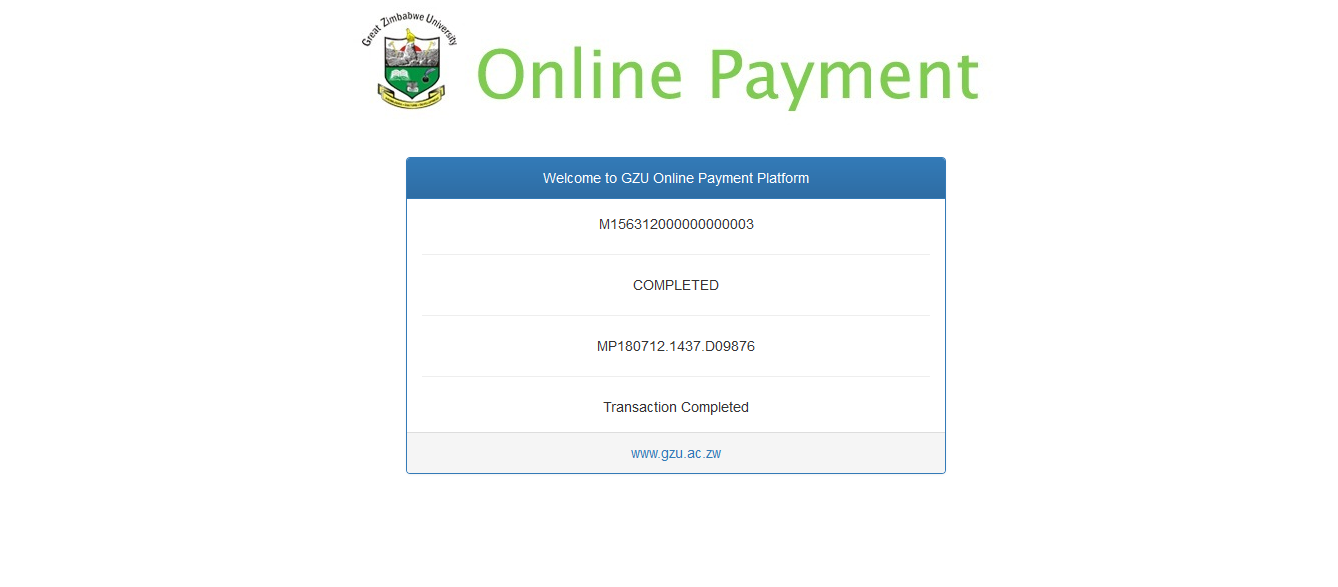 Great Zimbabwe University
Online Payment
Welcome to GZU Online Payment Platform
M156312000000000003
COMPLETED
MP180712.1437.D09876
Transaction Completed
www.gzu.ac.zw